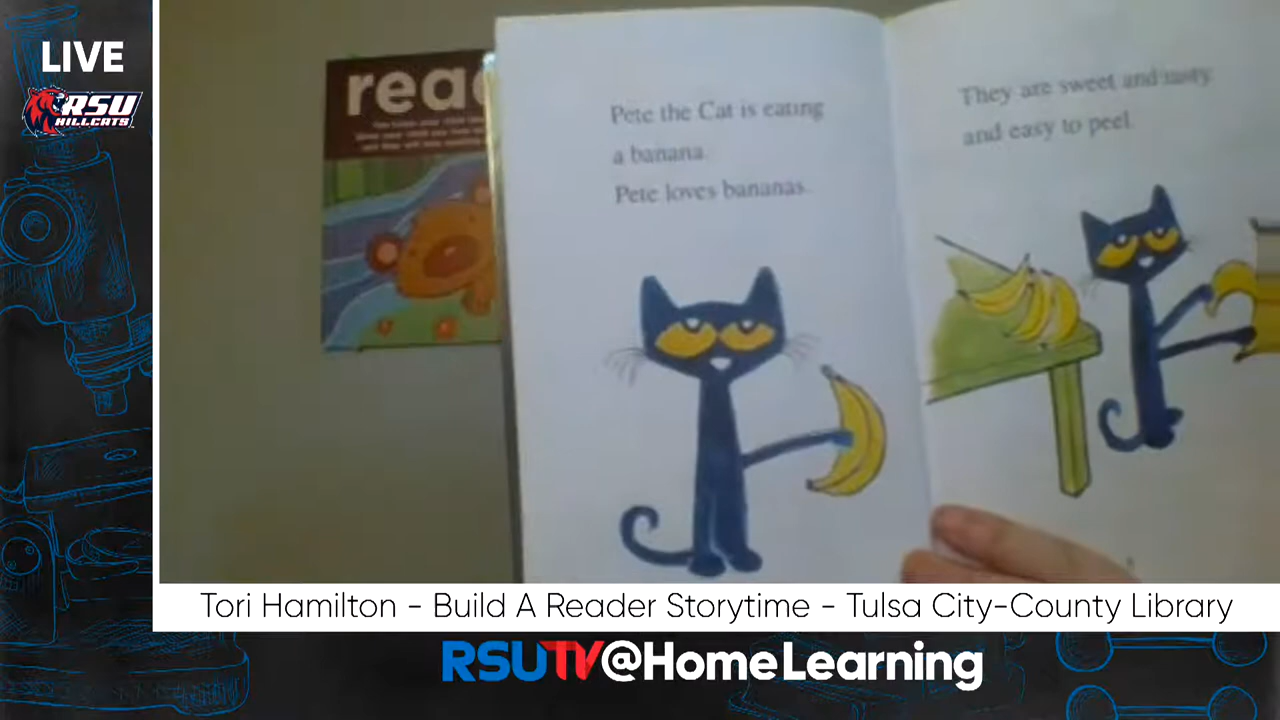 LIVE
RSU
HILLCATS
read
Pete the Cat is eating
a banana.
Pete loves bananas.
They are sweet and tasty
and easy to peel.
Tori Hamilton - Build A Reader Storytime - Tulsa City-County Library
RSUTV@HomeLearning